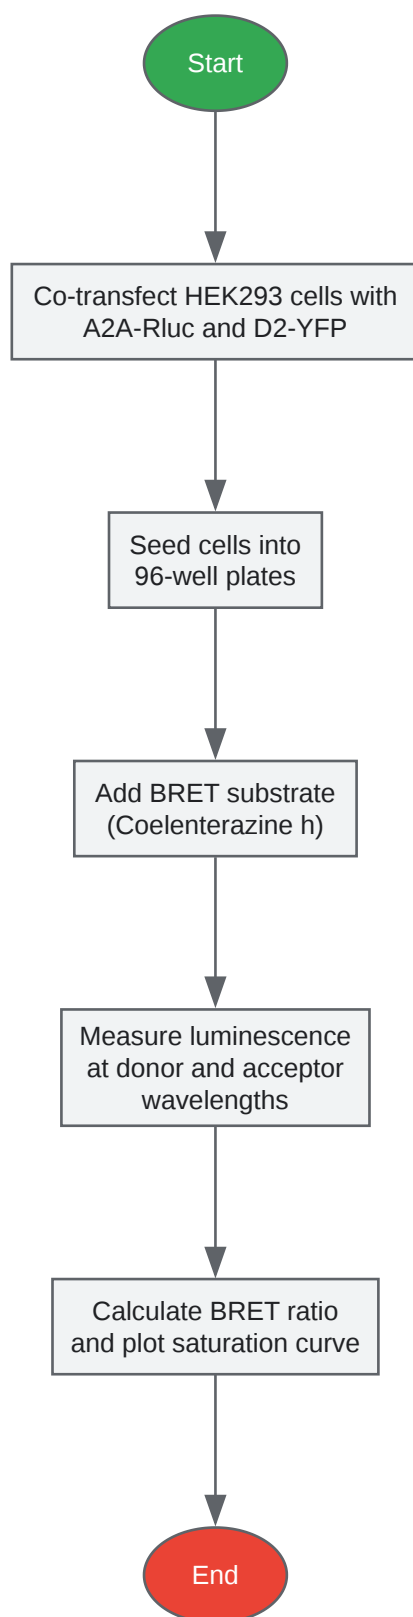 Start
Co-transfect HEK293 cells with
A2A-Rluc and D2-YFP
Seed cells into
96-well plates
Add BRET substrate
(Coelenterazine h)
Measure luminescence
at donor and acceptor
wavelengths
Calculate BRET ratio
and plot saturation curve
End